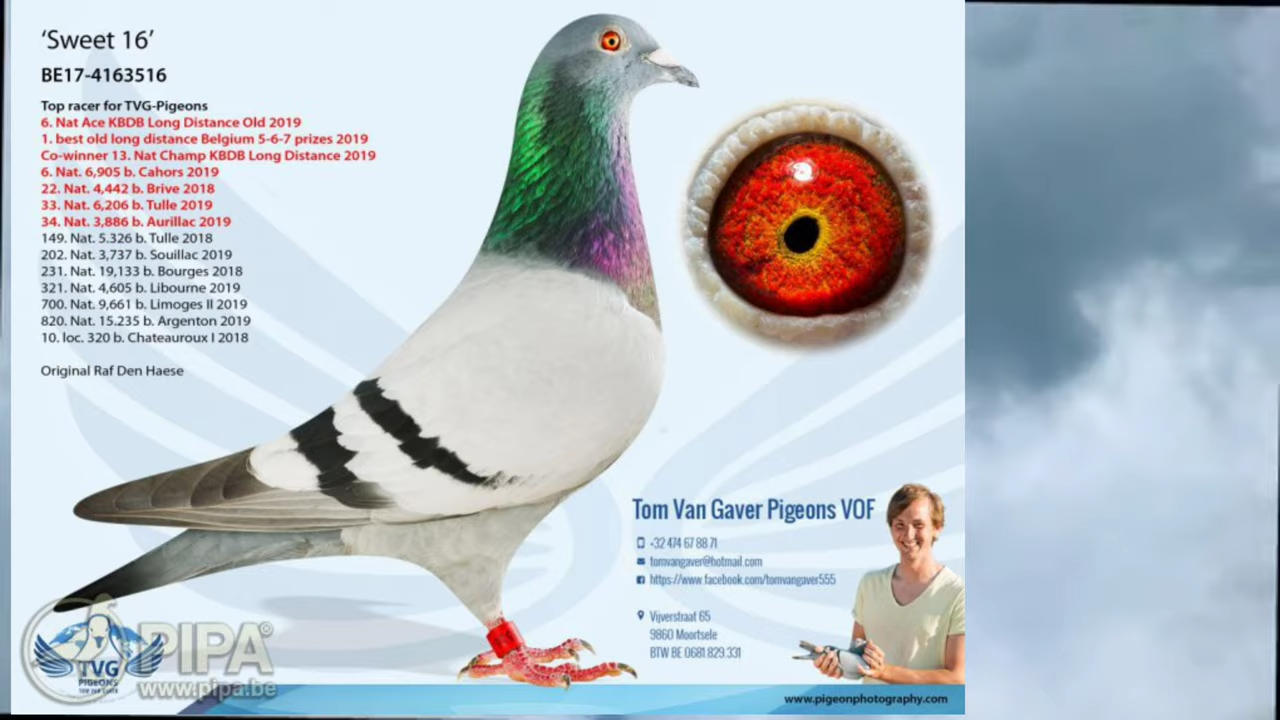 ‘Sweet 16’
BE17-4163516
Top racer for TVG-Pigeons
6. Nat Ace KBDB Long Distance Old 2019
1. best old long distance Belgium 5-6-7 prizes 2019
Co-winner 13. Nat Champ KBDB Long Distance 2019
6. Nat. 6,905 b. Cahors 2019
22. Nat. 4,442 b. Brive 2018
33. Nat. 6,206 b. Tulle 2019
34. Nat. 3,886 b. Aurillac 2019
149. Nat. 5.326 b. Tulle 2018
202. Nat. 3,737 b. Souillac 2019
231. Nat. 19,133 b. Bourges 2018
321. Nat. 4,605 b. Libourne 2019
700. Nat. 9,661 b. Limoges II 2019
820. Nat. 15.235 b. Argenton 2019
10. loc. 320 b. Chateauroux I 2018
Original Raf Den Haese
Tom Van Gaver Pigeons VOF
+32 474 67 88 71
tomvangaver@hotmail.com
https://www.facebook.com/tomvangaver555
Vijverstraat 65
9860 Moortsele
BTW BE 0681.829.331
TVG
PIGEONS
TOM VAN GAVER
PIPA©
www.pipa.be
www.pigeonphotography.com